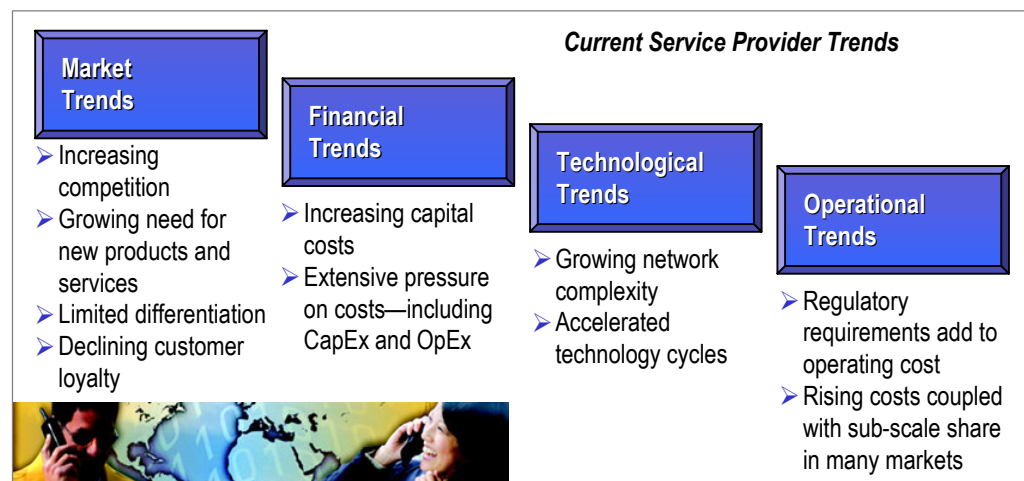 Current Service Provider Trends
Market
Trends
➢ Increasing
competition
➢ Growing need for
new products and
services
➢ Limited differentiation
➢ Declining customer
loyalty
Financial
Trends
➢ Increasing capital
costs
➢ Extensive pressure
on costs—including
CapEx and OpEx
Technological
Trends
➢ Growing network
complexity
➢ Accelerated
technology cycles
Operational
Trends
➢ Regulatory
requirements add to
operating cost
➢ Rising costs coupled
with sub-scale share
in many markets